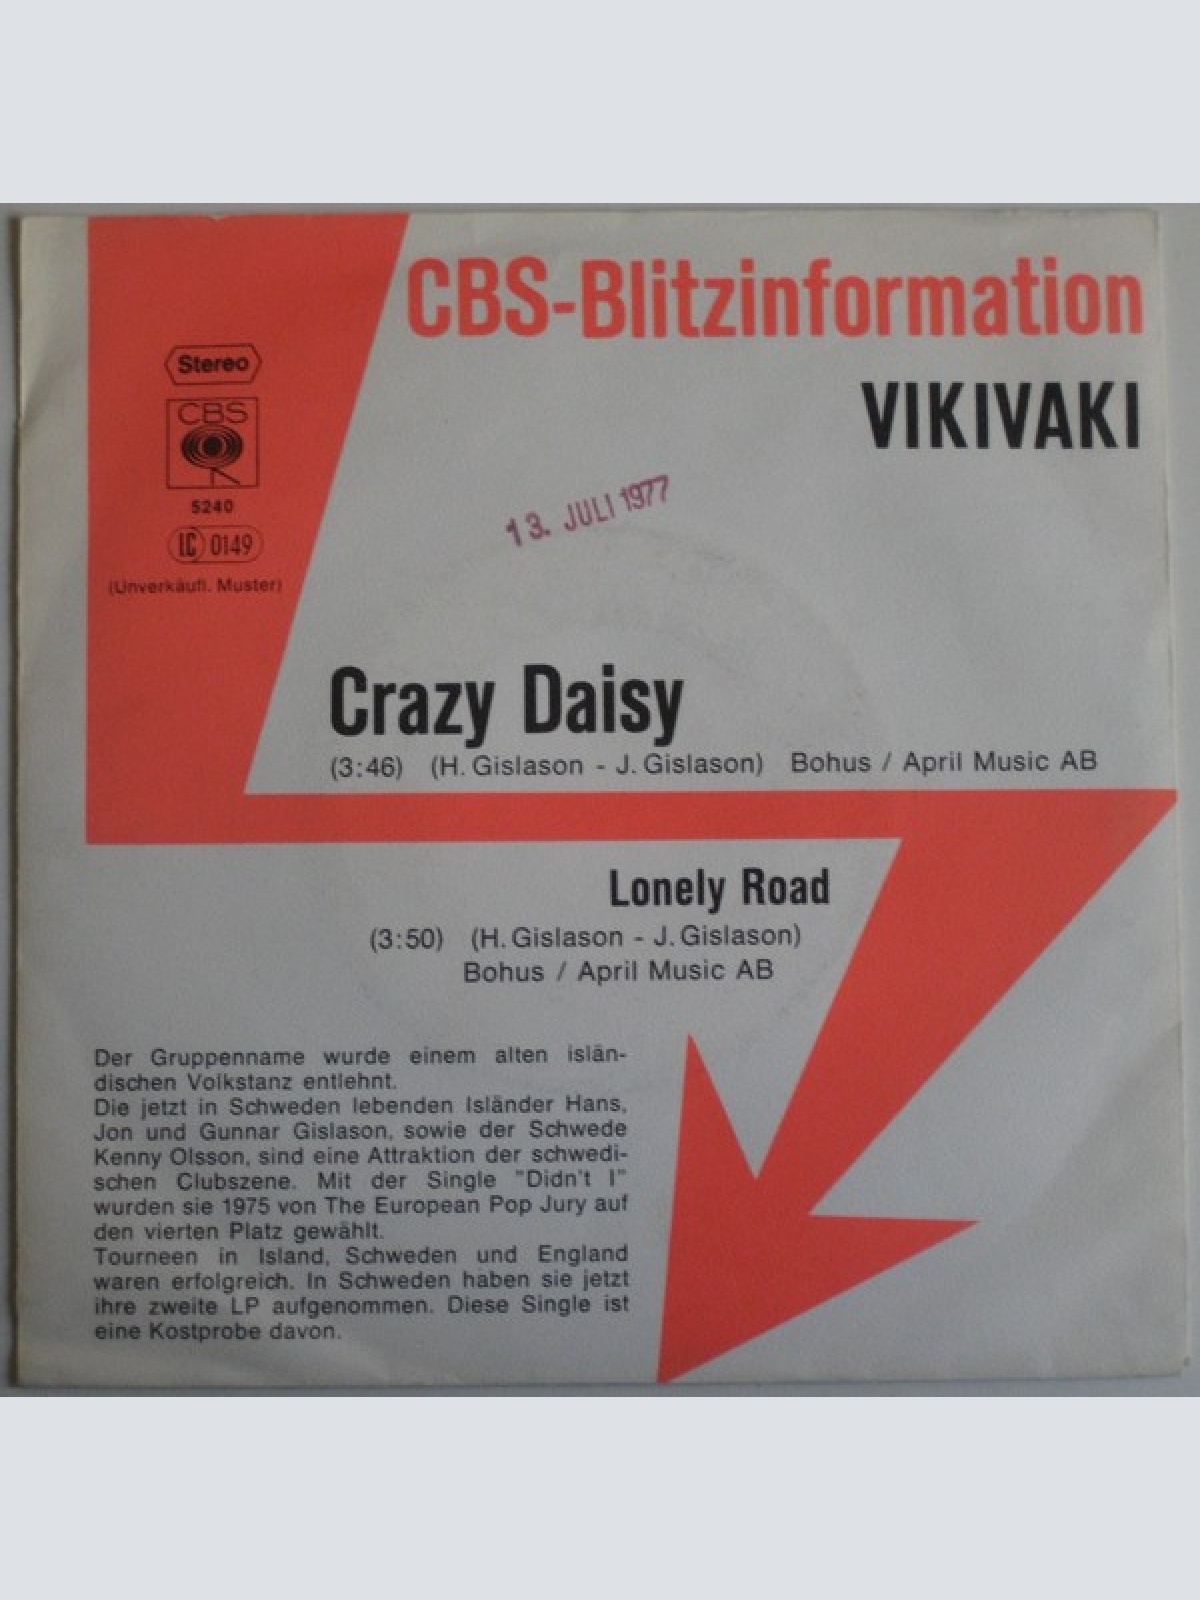 CBS-Blitzinformation
VIKIVAKI
Stereo
CBS
5240
LC 0149
(Unverkäufl. Muster)
13. JULI 1977
Crazy Daisy
(3:46) (H. Gislason - J. Gislason) Bohus / April Music AB
Lonely Road
(3:50) (H. Gislason - J. Gislason)
Bohus / April Music AB
Der Gruppenname wurde einem alten islän-
dischen Volkstanz entlehnt.
Die jetzt in Schweden lebenden Isländer Hans,
Jon und Gunnar Gislason, sowie der Schwede
Kenny Olsson, sind eine Attraktion der schwedi-
schen Clubszene. Mit der Single "Didn't I"
wurden sie 1975 von The European Pop Jury auf
den vierten Platz gewählt.
Tourneen in Island, Schweden und England
waren erfolgreich. In Schweden haben sie jetzt
ihre zweite LP aufgenommen. Diese Single ist
eine Kostprobe davon.